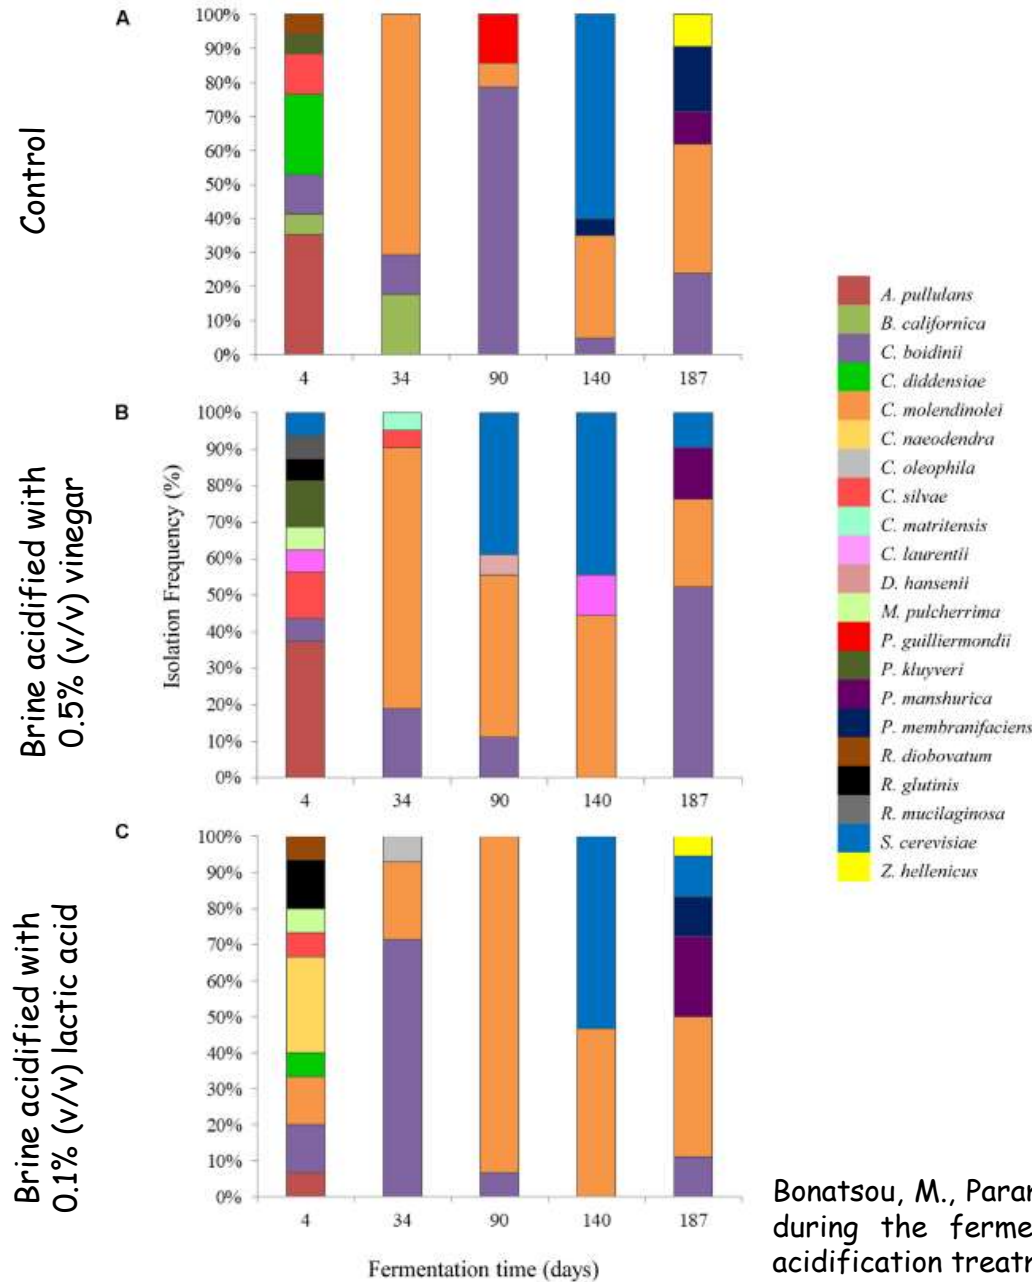 Control
A
100%
90%
80%
70%
60%
50%
40%
30%
20%
10%
0%
4 34 90 140 187
Brine acidified with
0.5% (v/v) vinegar
B
Isolation Frequency (%)
100%
90%
80%
70%
60%
50%
40%
30%
20%
10%
0%
4 34 90 140 187
Brine acidified with
0.1% (v/v) lactic acid
C
100%
90%
80%
70%
60%
50%
40%
30%
20%
10%
0%
4 34 90 140 187
Fermentation time (days)
A. pullulans
B. californica
C. boidinii
C. diddensiae
C. molendinolei
C. naeodendra
C. oleophila
C. silvae
C. matritensis
C. laurentii
D. hansenii
M. pulcherrima
P. guilliermondii
P. kluyveri
P. manshurica
P. membranifaciens
R. diobovatum
R. glutinis
R. mucilaginosa
S. cerevisiae
Z. hellenicus
Bonatsou, M.,
during the